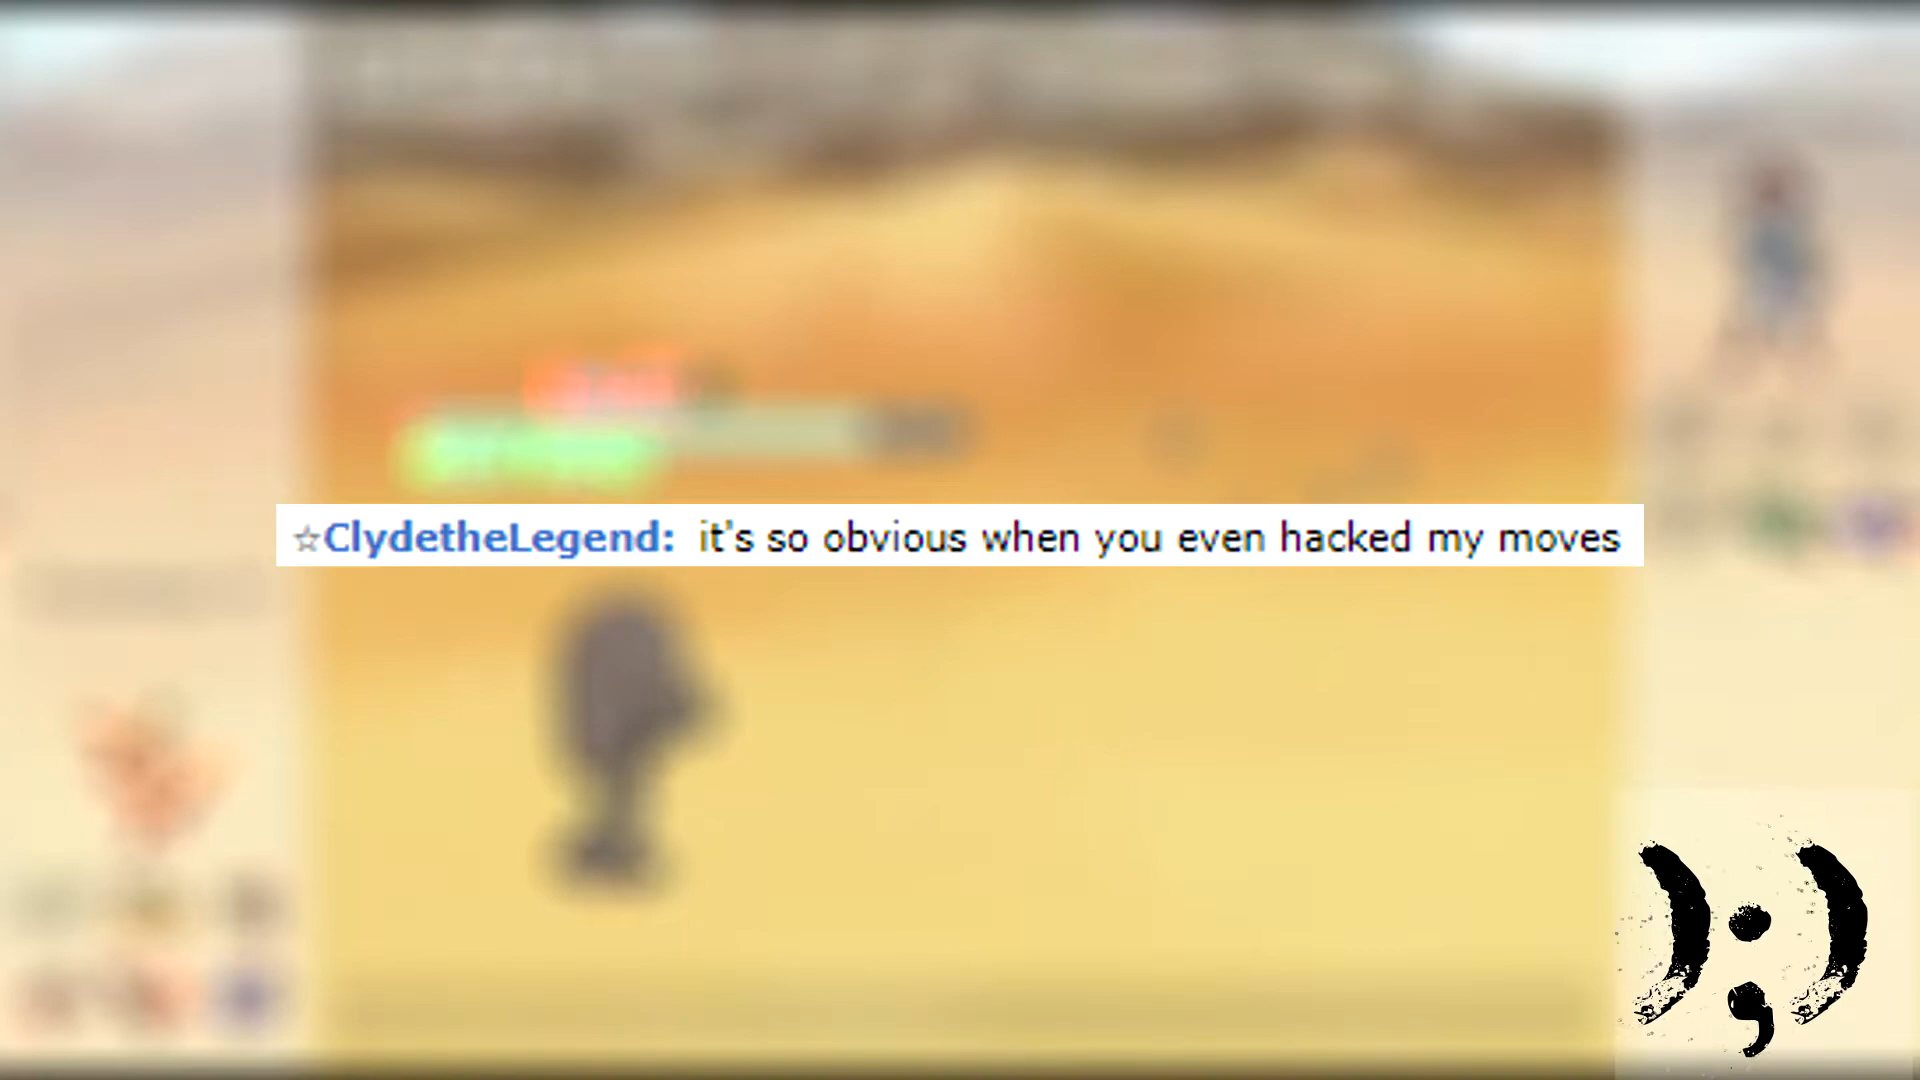 ☆ClydetheLegend: it's so obvious when you even hacked my moves
);)